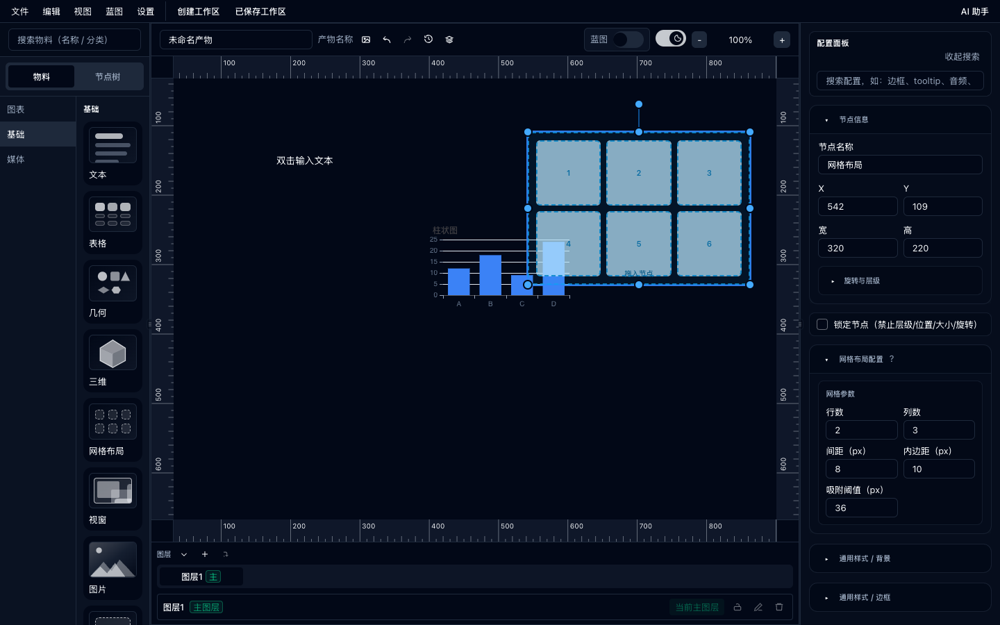 文件 编辑 视图 蓝图 设置 创建工作区 已保存工作区 AI 助手
搜索物料（名称 / 分类）
物料 节点树
图表
基础
媒体
基础
文本
表格
几何
三维
网格布局
视窗
图片
未命名产物 产物名称 蓝图 - 100% +
100 200 300 400 500 600 700 800
100
200
300
400
500
600
双击输入文本
柱状图
25
20
15
10
5
0
A B C D
1 2 3
4 5 6
拖入节点
100
200
300
400
500
600
100 200 300 400 500 600 700 800
图层
图层1 主
图层1 主图层 当前主图层
配置面板
收起搜索
搜索配置，如：边框、tooltip、音频、
节点信息
节点名称
网格布局
X Y
542 109
宽 高
320 220
旋转与层级
锁定节点（禁止层级/位置/大小/旋转）
网格布局配置 ?
网格参数
行数 列数
2 3
间距（px） 内边距（px）
8 10
吸附阈值（px）
36
通用样式 / 背景
通用样式 / 边框